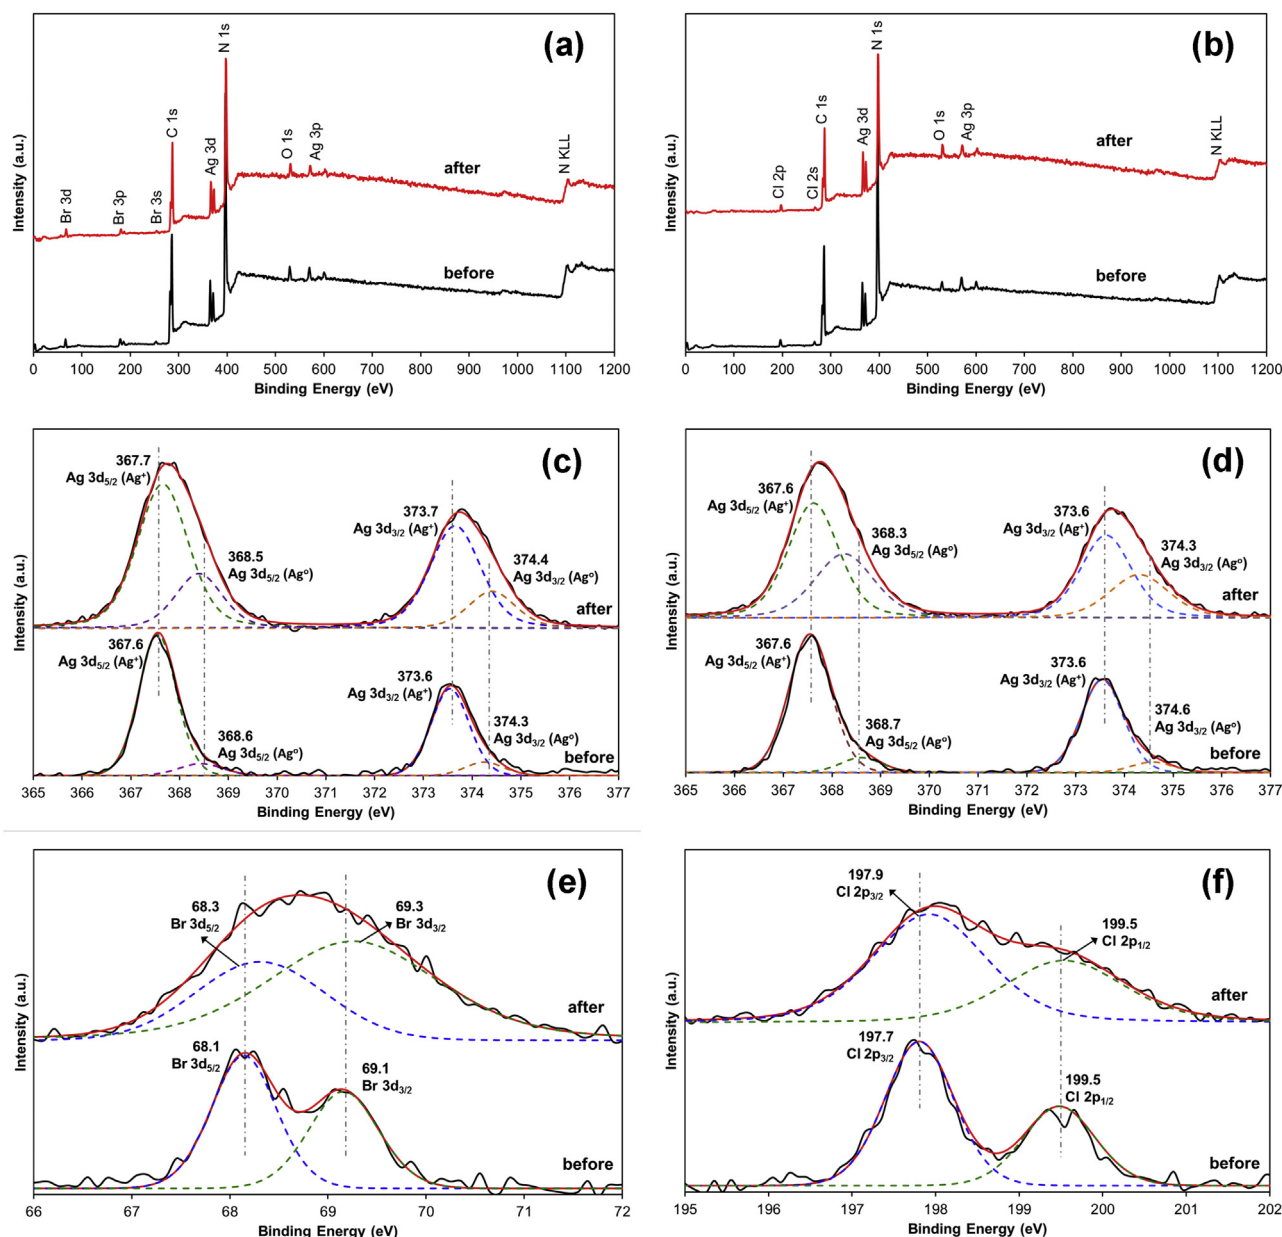 (a)
Intensity (a.u.)
Br 3d
Br 3p
Br 3s
C 1s
Ag 3d
N 1s
O 1s
Ag 3p
N KLL
after
before
0 100 200 300 400 500 600 700 800 900 1000 1100 1200
Binding Energy (eV)
(b)
Intensity (a.u.)
Cl 2p
Cl 2s
C 1s
Ag 3d
N 1s
O 1s
Ag 3p
N KLL
after
before
0 100 200 300 400 500 600 700 800 900 1000 1100 1200
Binding Energy (eV)
(c)
Intensity (a.u.)
367.7
Ag 3d5/2 (Ag+)
368.5
Ag 3d5/2 (Ago)
373.7
Ag 3d3/2 (Ag+)
374.4
Ag 3d3/2 (Ago)
after
367.6
Ag 3d5/2 (Ag+)
368.6
Ag 3d5/2 (Ago)
373.6
Ag 3d3/2 (Ag+)
374.3
Ag 3d3/2 (Ago)
before
365 366 367 368 369 370 371 372 373 374 375 376 377
Binding Energy (eV)
(d)
Intensity (a.u.)
367.6
Ag 3d5/2 (Ag+)
368.3
Ag 3d5/2 (Ago)
373.6
Ag 3d3/2 (Ag+)
374.3
Ag 3d3/2 (Ago)
after
367.6
Ag 3d5/2 (Ag+)
368.7
Ag 3d5/2 (Ago)
373.6
Ag 3d3/2 (Ag+)
374.6
Ag 3d3/2 (Ago)
before
365 366 367 368 369 370 371 372 373 374 375 376 377
Binding Energy (eV)
(e)
Intensity (a.u.)
68.3
Br 3d5/2
69.3
Br 3d3/2
after
68.1
Br 3d5/2
69.1
Br 3d3/2
before
66 67 68 69 70 71 72
Binding Energy (eV)
(f)
Intensity (a.u.)
197.9
Cl 2p3/2
199.5
Cl 2p1/2
after
197.7
Cl 2p3/2
199.5
Cl 2p1/2
before
195 196 197 198 199 200 201 202
Binding Energy (eV)